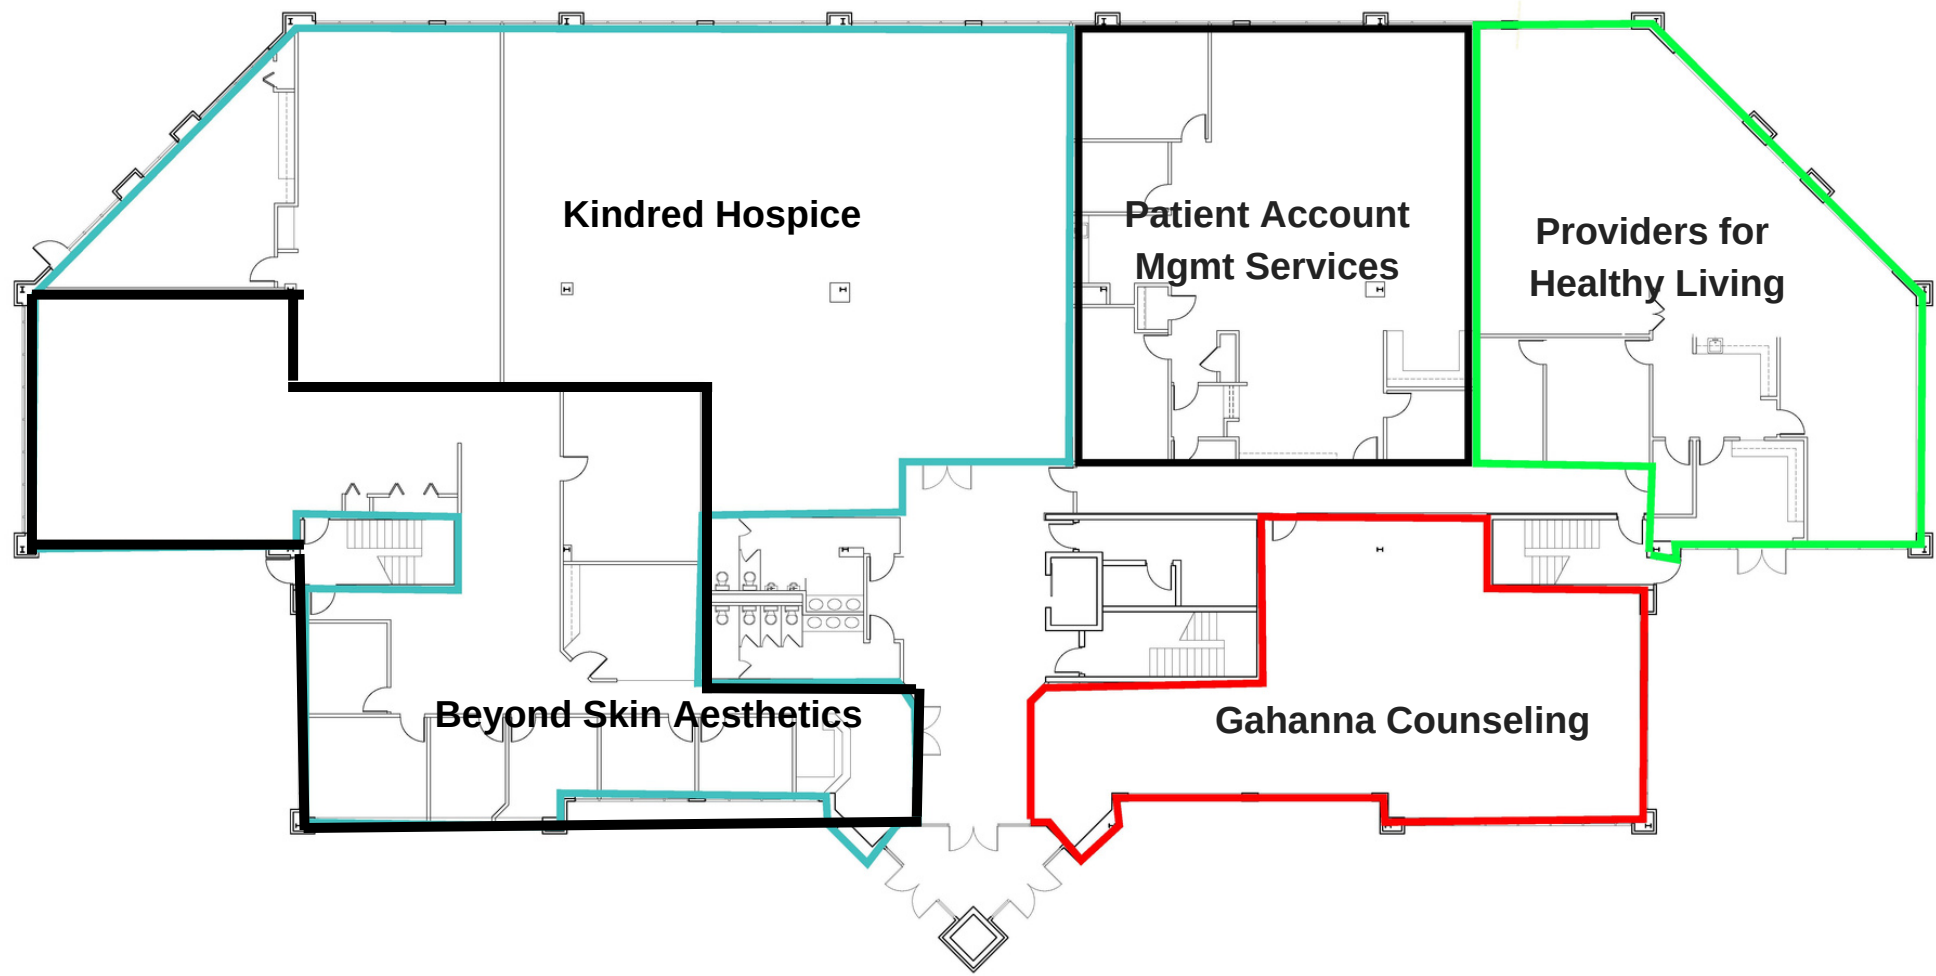 Kindred Hospice
Patient Account
Mgmt Services
Providers for
Healthy Living
Beyond Skin Aesthetics
Gahanna Counseling